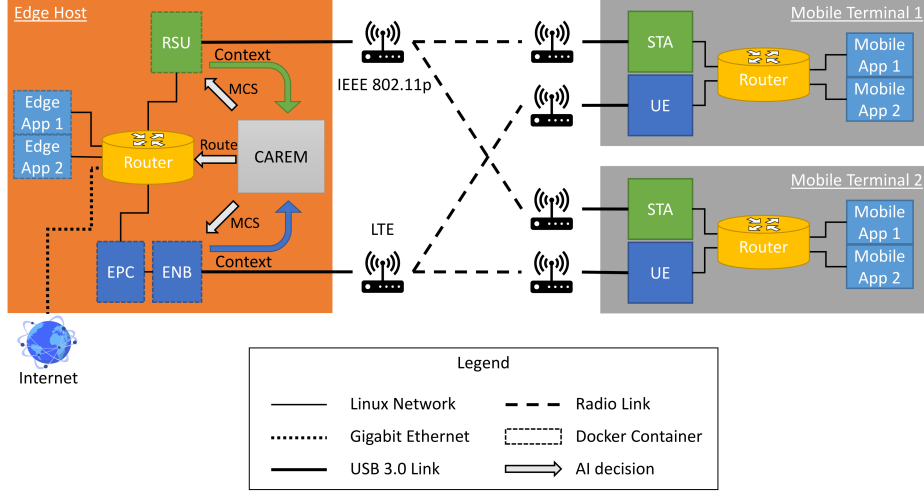 Edge Host
RSU
Context
MCS
IEEE 802.11p
Edge
App 1
Edge
App 2
Router
Route
CAREM
MCS
Context
EPC
ENB
LTE
Internet
Mobile Terminal 1
STA
UE
Router
Mobile
App 1
Mobile
App 2
Mobile Terminal 2
STA
UE
Router
Mobile
App 1
Mobile
App 2
Legend
Linux Network
Radio Link
Gigabit Ethernet
Docker Container
USB 3.0 Link
AI decision